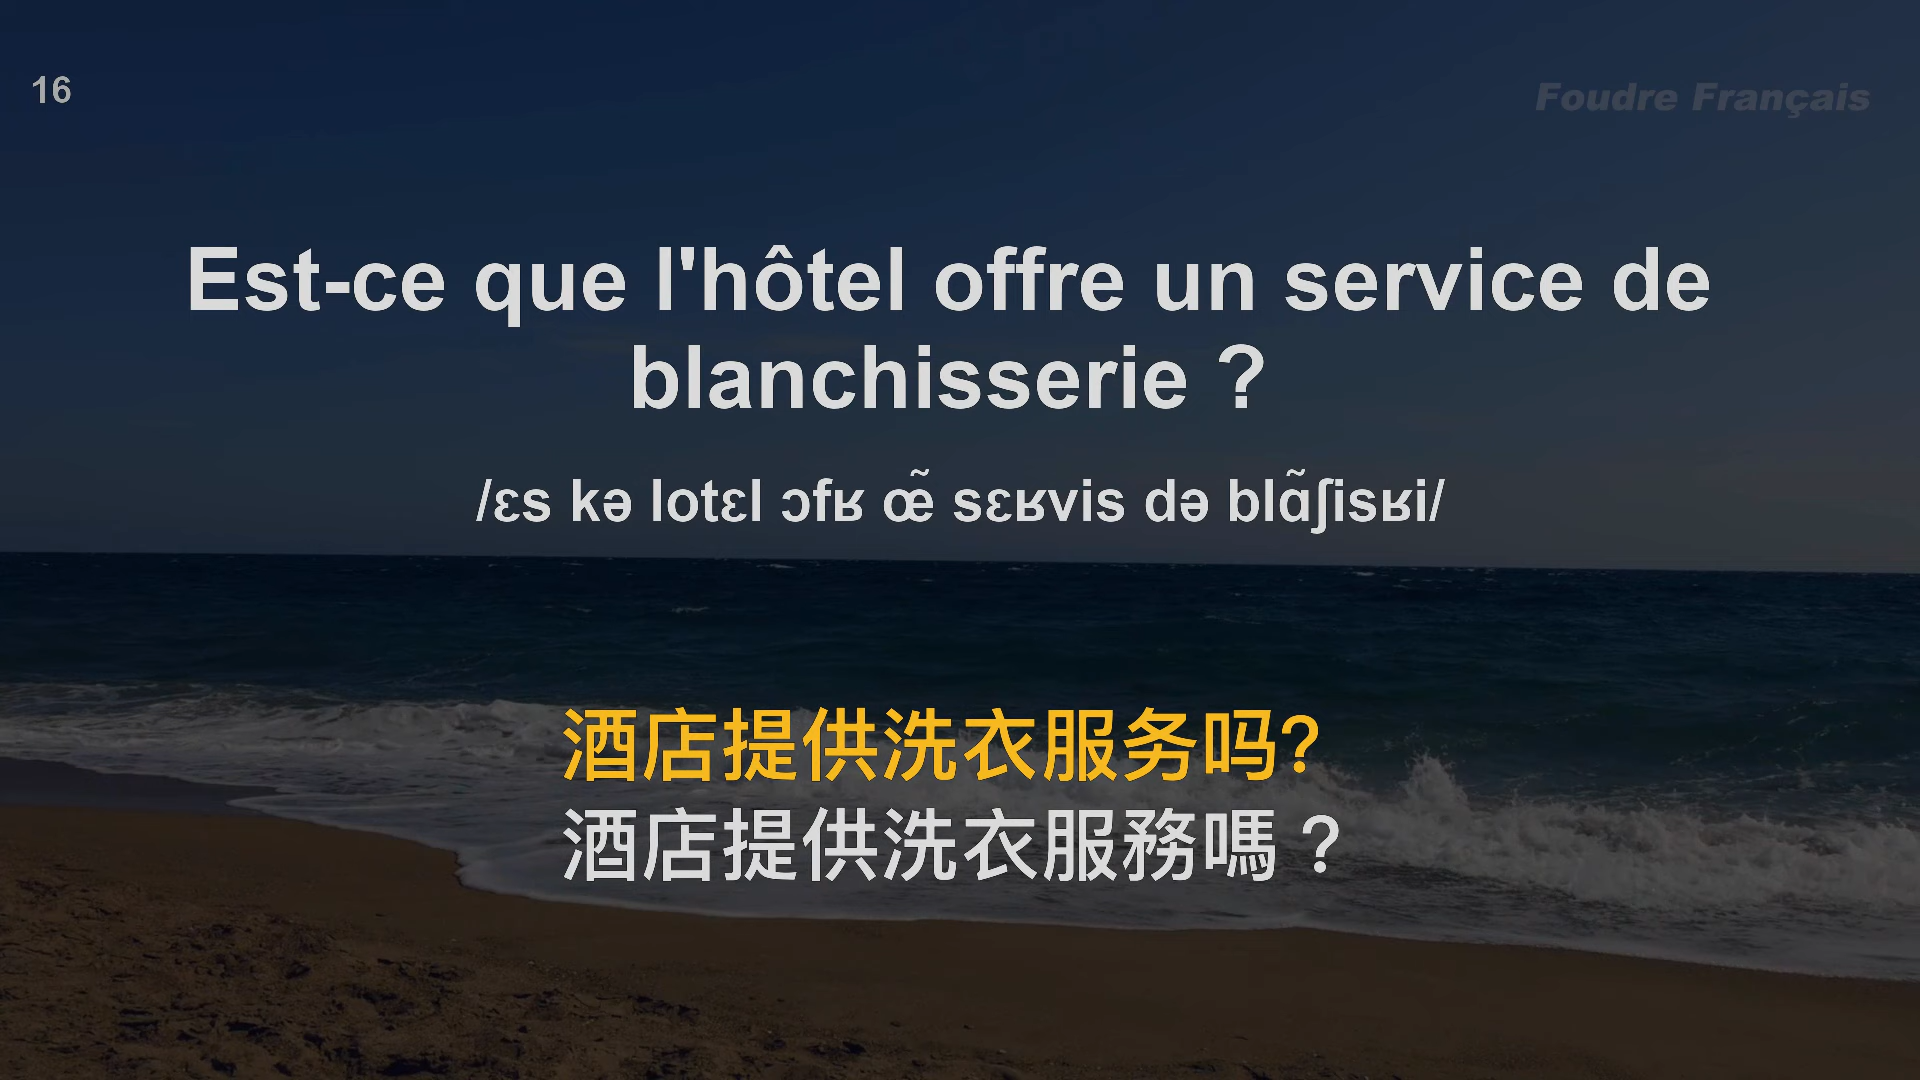 16
Foudre Français
Est-ce que l'hôtel offre un service de
blanchisserie ?
/ɛs kə lotɛl ɔfʁ œ̃ sɛʁvis də blɑ̃ʃisʁi/
酒店提供洗衣服务吗?
酒店提供洗衣服務嗎？